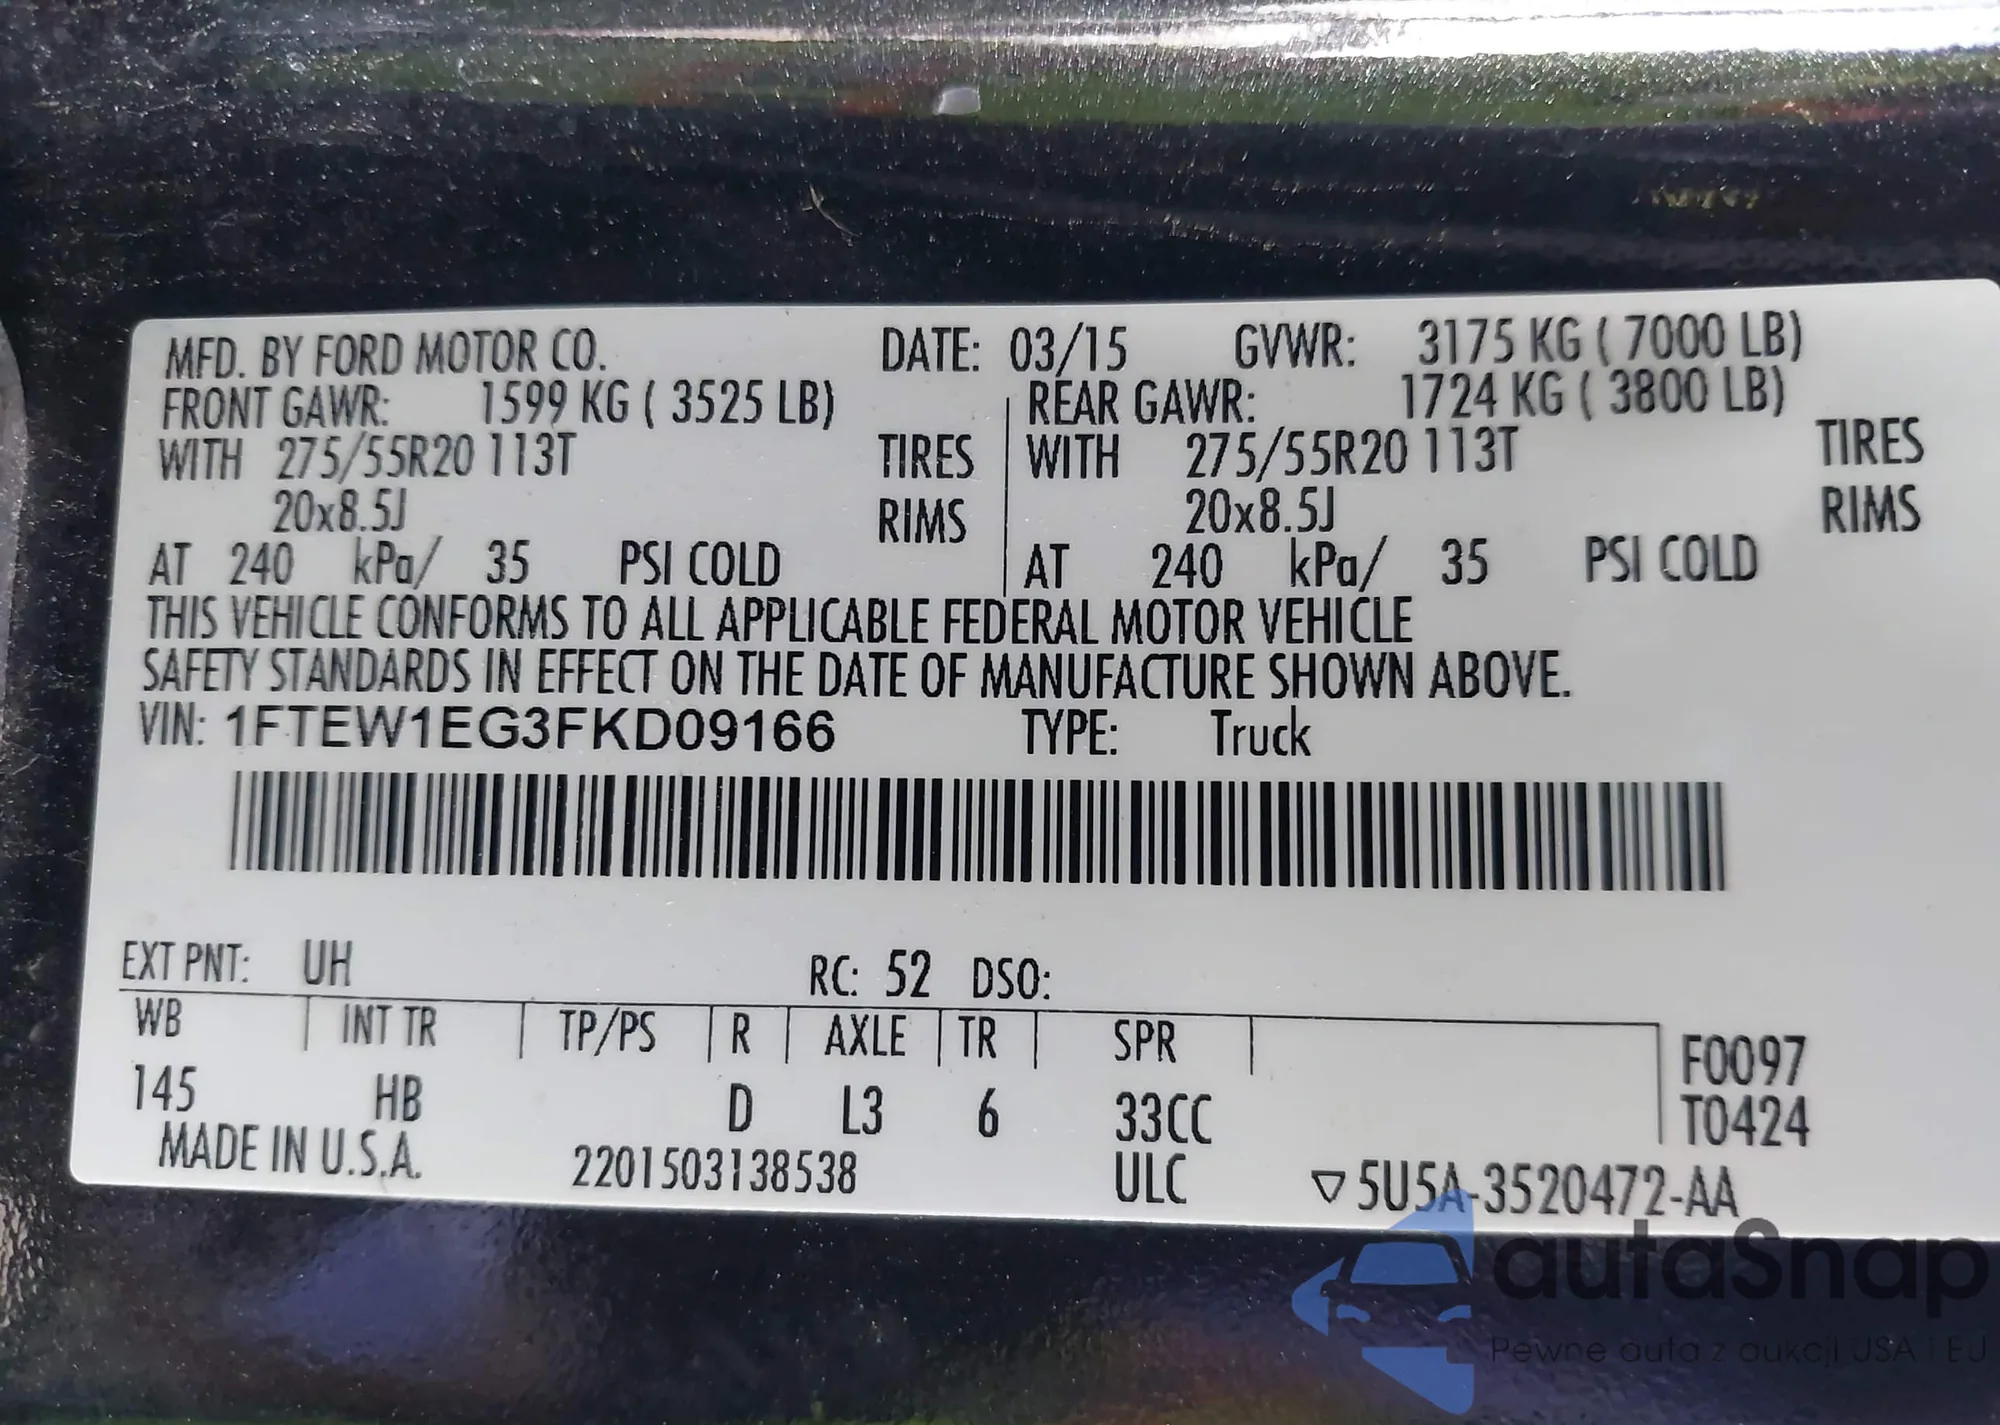 MFD. BY FORD MOTOR CO. DATE: 03/15 GVWR: 3175 KG ( 7000 LB)
FRONT GAWR: 1599 KG ( 3525 LB) REAR GAWR: 1724 KG ( 3800 LB)
WITH 275/55R20 113T TIRES WITH 275/55R20 113T TIRES
20x8.5J RIMS 20x8.5J RIMS
AT 240 kPa/ 35 PSI COLD AT 240 kPa/ 35 PSI COLD
THIS VEHICLE CONFORMS TO ALL APPLICABLE FEDERAL MOTOR VEHICLE
SAFETY STANDARDS IN EFFECT ON THE DATE OF MANUFACTURE SHOWN ABOVE.
VIN: 1FTEW1EG3FKD09166 TYPE: Truck
EXT PNT: UH RC: 52 DSO:
WB INT TR TP/PS R AXLE TR SPR F0097
145 HB D L3 6 33CC T0424
MADE IN U.S.A. 2201503138538 ULC ▽5U5A-3520472-AA
autaSnap
Pewne auta z aukcji USA i EU